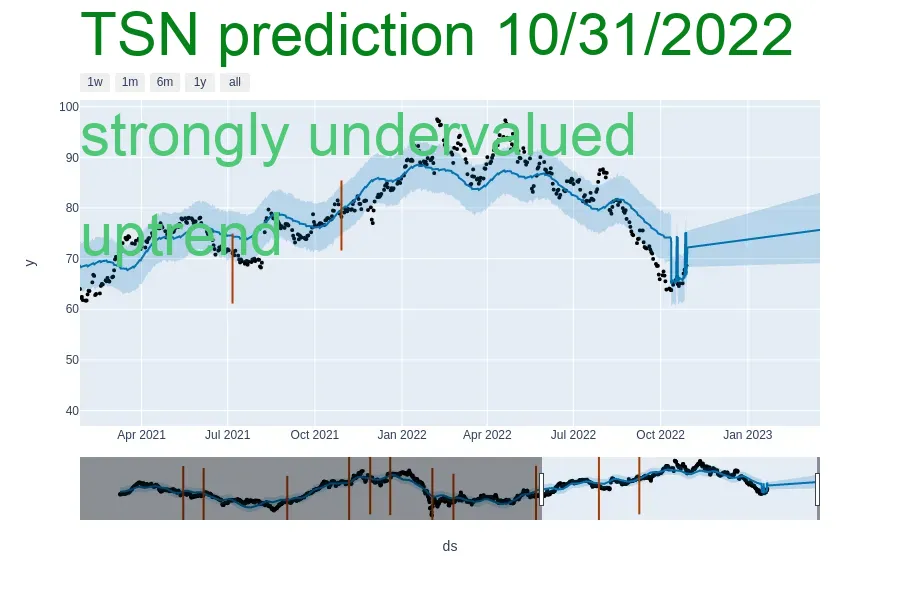 TSN prediction 10/31/2022
1w 1m 6m 1y all
strongly undervalued
uptrend
100
90
80
70
60
50
40
y
Apr 2021 Jul 2021 Oct 2021 Jan 2022 Apr 2022 Jul 2022 Oct 2022 Jan 2023
ds